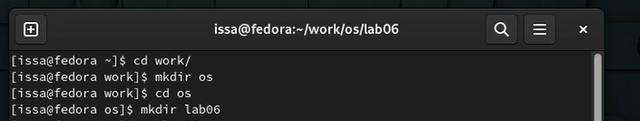 issa@fedora:~/work/os/lab06
[issa@fedora ~]$ cd work/
[issa@fedora work]$ mkdir os
[issa@fedora work]$ cd os
[issa@fedora os]$ mkdir lab06